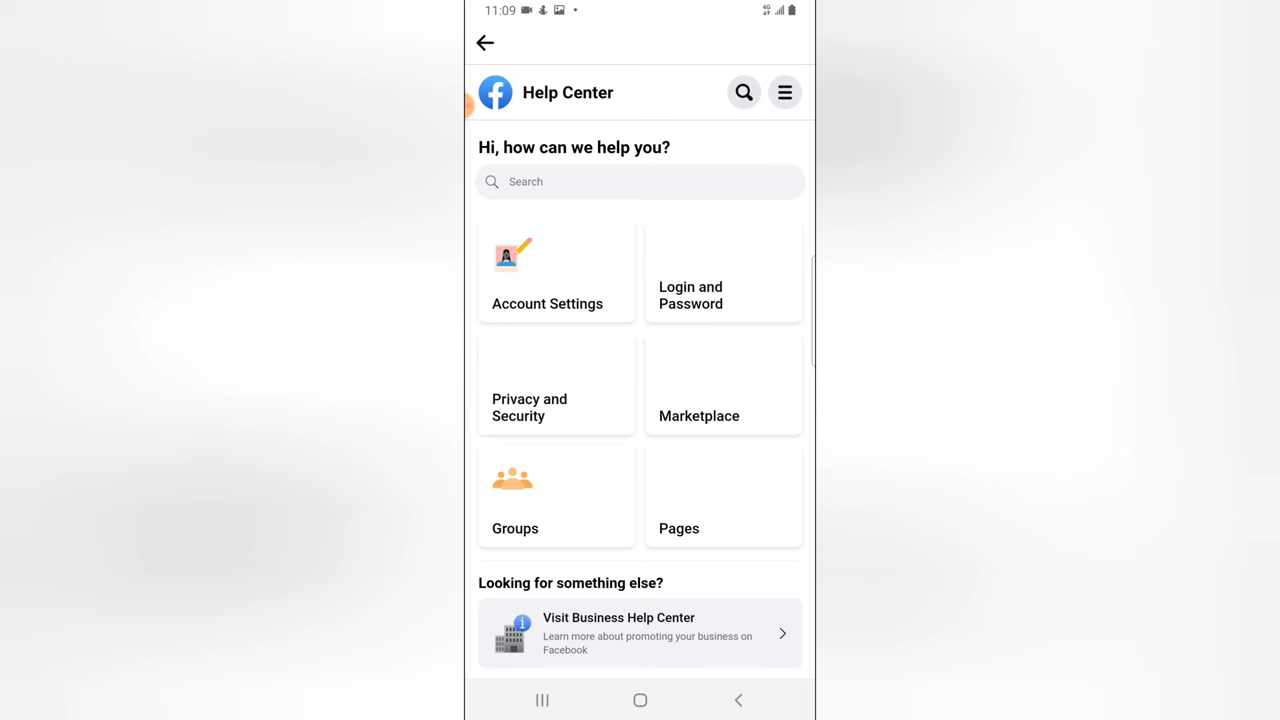 11:09
4G
Help Center
Hi, how can we help you?
Search
Account Settings
Login and
Password
Privacy and
Security
Marketplace
Groups
Pages
Looking for something else?
Visit Business Help Center
Learn more about promoting your business on
Facebook